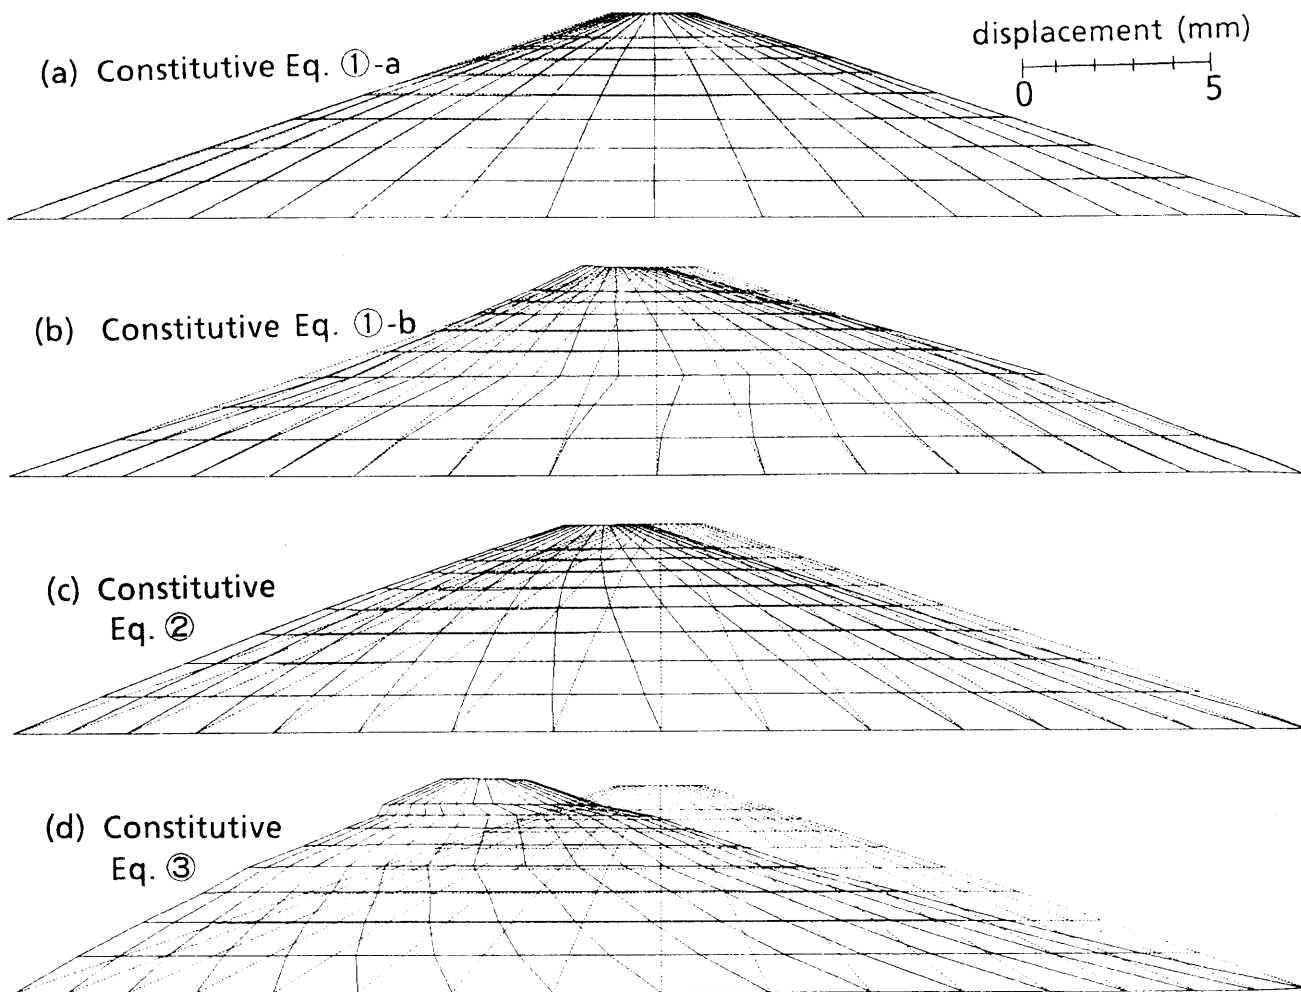 displacement (mm)
0 5
(a) Constitutive Eq. ①-a
(b) Constitutive Eq. ①-b
(c) Constitutive
Eq. ②
(d) Constitutive
Eq. ③